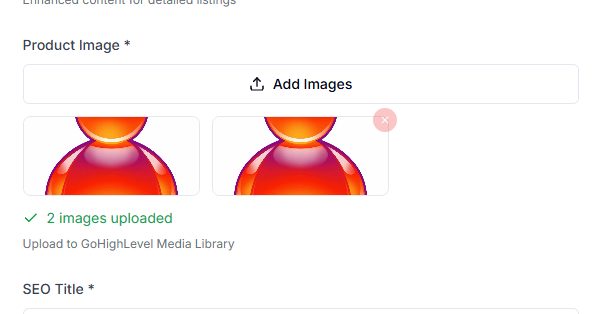 Enhanced content for detailed listings
Product Image *
Add Images
2 images uploaded
Upload to GoHighLevel Media Library
SEO Title *